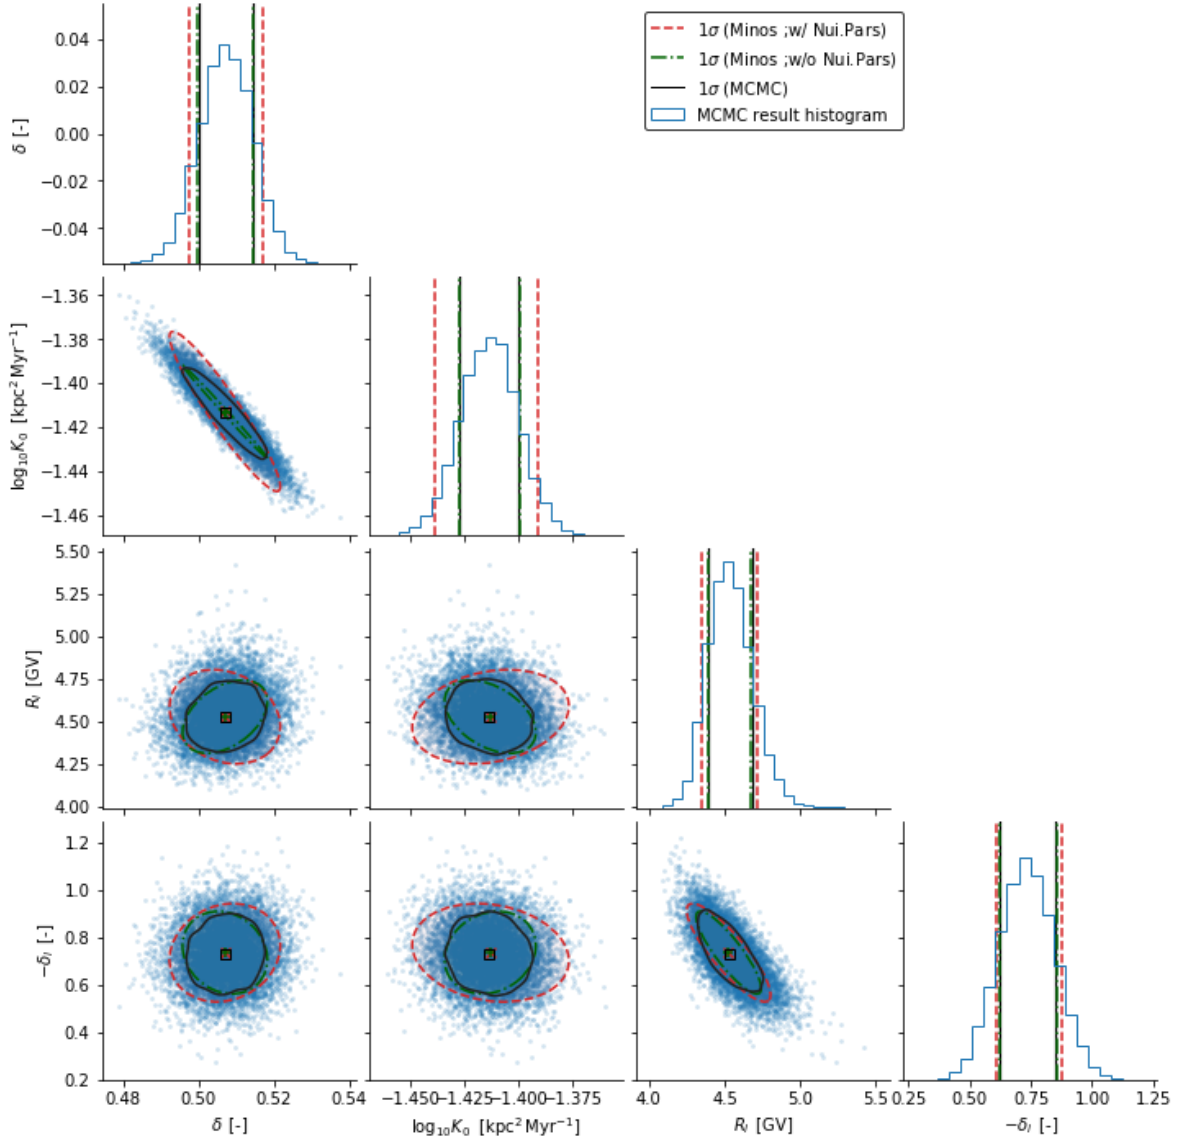 1σ (Minos ;w/ Nui.Pars)
1σ (Minos ;w/o Nui.Pars)
1σ (MCMC)
MCMC result histogram
0.04
0.02
0.00
−0.02
−0.04
δ [-]
−1.36
−1.38
−1.40
−1.42
−1.44
−1.46
log₁₀K₀ [kpc² Myr⁻¹]
5.50
5.25
5.00
4.75
4.50
4.25
4.00
Rₗ [GV]
1.2
1.0
0.8
0.6
0.4
0.2
−δₗ [-]
0.48 0.50 0.52 0.54
δ [-]
−1.450 −1.425 −1.400 −1.375
log₁₀K₀ [kpc² Myr⁻¹]
4.0 4.5 5.0 5.5
Rₗ [GV]
0.25 0.50 0.75 1.00 1.25
−δₗ [-]